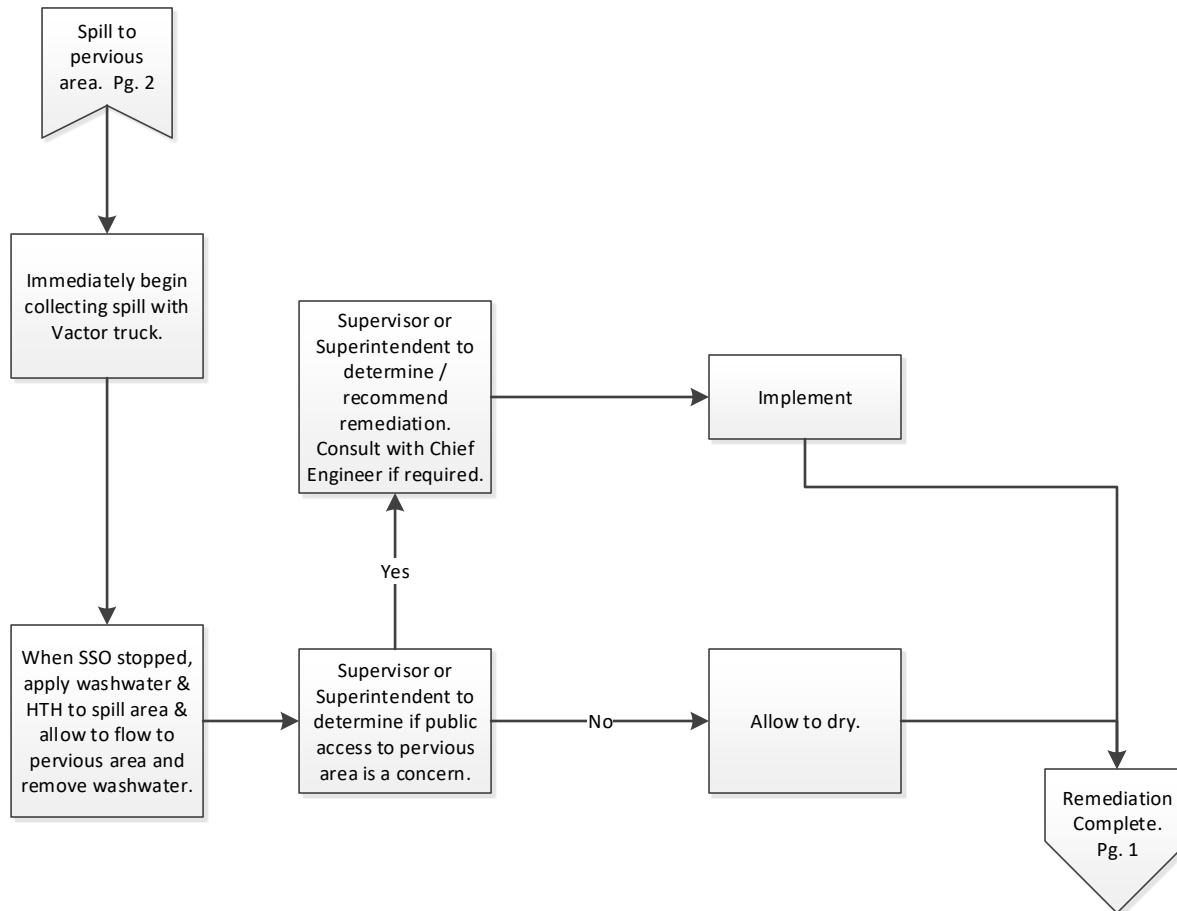 Spill to
pervious
area.  Pg. 2
Immediately begin
collecting spill with
Vactor truck.
When SSO stopped,
apply washwater &
HTH to spill area &
allow to flow to
pervious area and
remove washwater.
Supervisor or
Superintendent to
determine if public
access to pervious
area is a concern.
Yes
Supervisor or
Superintendent to
determine /
recommend
remediation.
Consult with Chief
Engineer if required.
Implement
No
Allow to dry.
Remediation
Complete.
Pg. 1